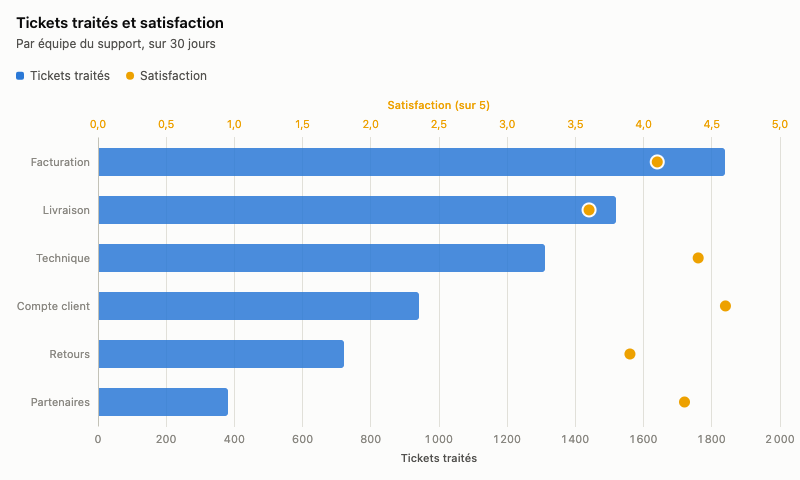 Tickets traités et satisfaction
Par équipe du support, sur 30 jours
Tickets traités Satisfaction
Satisfaction (sur 5)
0,0 0,5 1,0 1,5 2,0 2,5 3,0 3,5 4,0 4,5 5,0
Facturation
Livraison
Technique
Compte client
Retours
Partenaires
0 200 400 600 800 1 000 1 200 1 400 1 600 1 800 2 000
Tickets traités